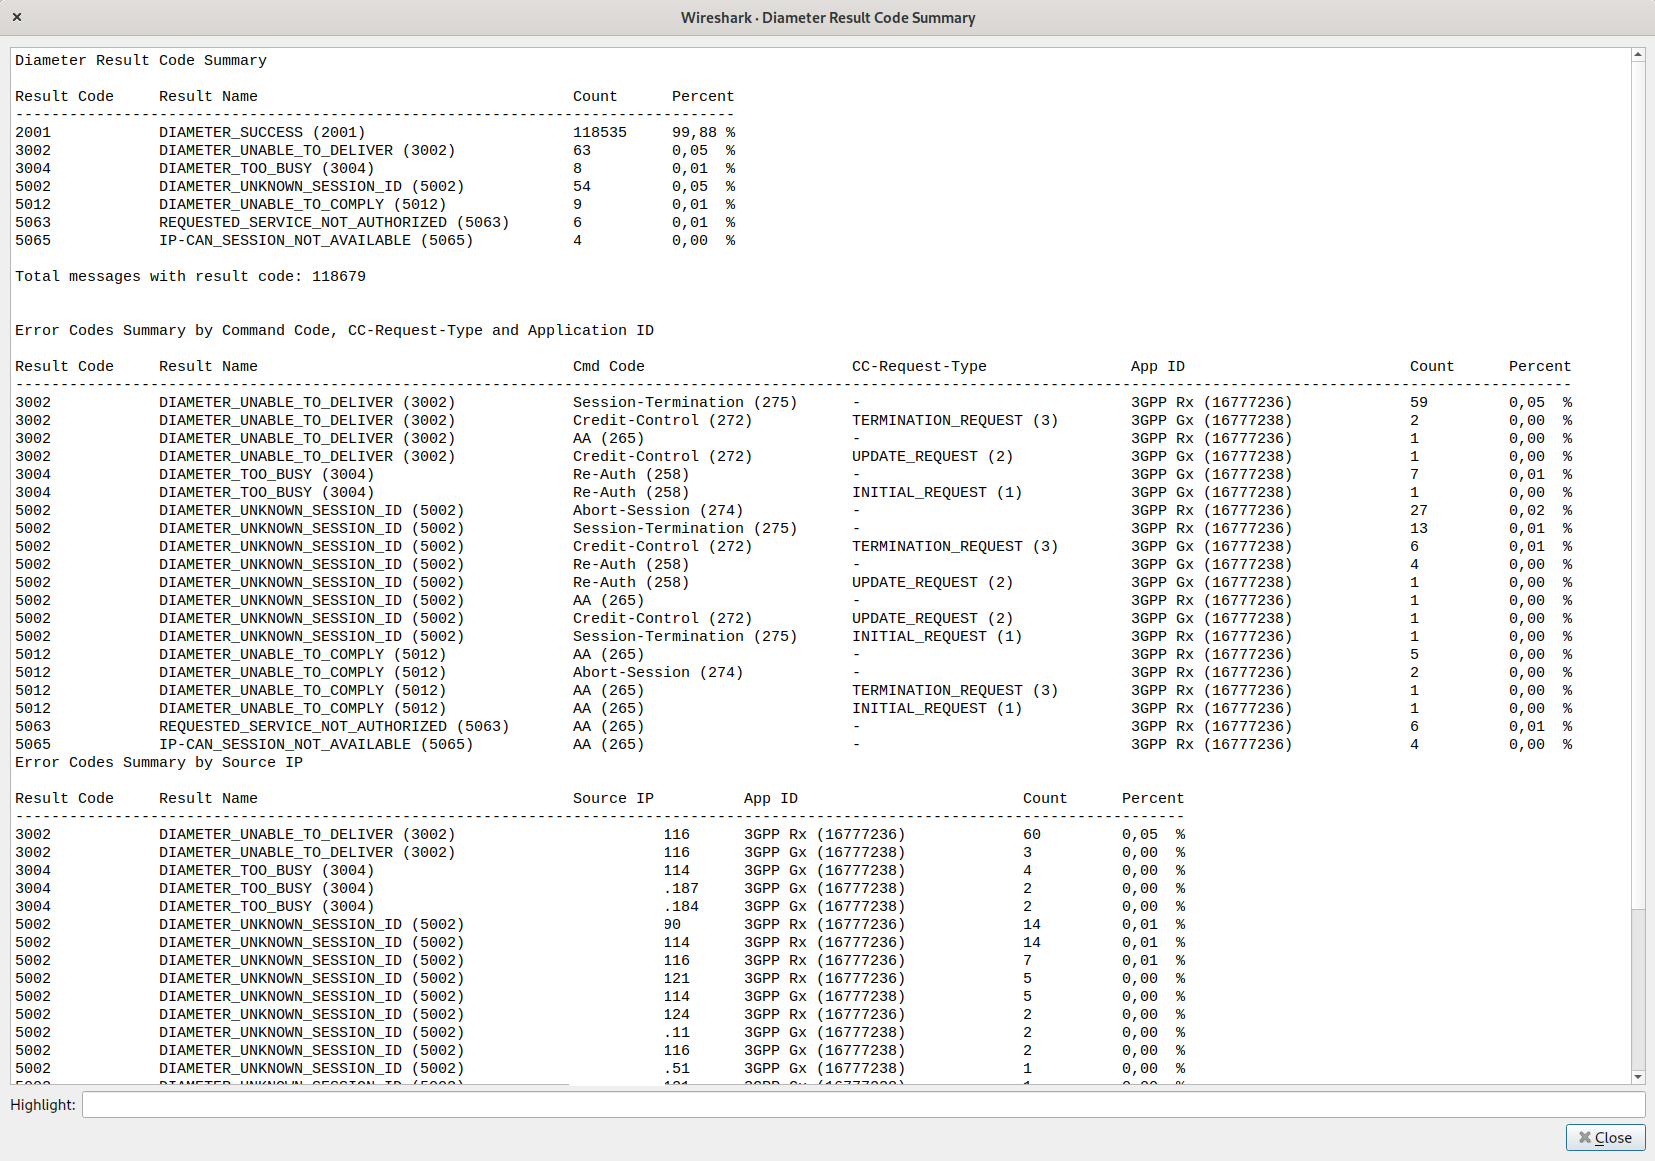 Wireshark · Diameter Result Code Summary
Diameter Result Code Summary
Result Code Result Name Count Percent
--------------------------------------------------------------------------------
2001 DIAMETER_SUCCESS (2001) 118535 99,88 %
3002 DIAMETER_UNABLE_TO_DELIVER (3002) 63 0,05 %
3004 DIAMETER_TOO_BUSY (3004) 8 0,01 %
5002 DIAMETER_UNKNOWN_SESSION_ID (5002) 54 0,05 %
5012 DIAMETER_UNABLE_TO_COMPLY (5012) 9 0,01 %
5063 REQUESTED_SERVICE_NOT_AUTHORIZED (5063) 6 0,01 %
5065 IP-CAN_SESSION_NOT_AVAILABLE (5065) 4 0,00 %
Total messages with result code: 118679
Error Codes Summary by Command Code, CC-Request-Type and Application ID
Result Code Result Name Cmd Code CC-Request-Type App ID Count Percent
-----------------------------------------------------------------------------------------------------------------------------------------------------------------------------
3002 DIAMETER_UNABLE_TO_DELIVER (3002) Session-Termination (275) - 3GPP Rx (16777236) 59 0,05 %
3002 DIAMETER_UNABLE_TO_DELIVER (3002) Credit-Control (272) TERMINATION_REQUEST (3) 3GPP Gx (16777238) 2 0,00 %
3002 DIAMETER_UNABLE_TO_DELIVER (3002) AA (265) - 3GPP Rx (16777236) 1 0,00 %
3002 DIAMETER_UNABLE_TO_DELIVER (3002) Credit-Control (272) UPDATE_REQUEST (2) 3GPP Gx (16777238) 1 0,00 %
3004 DIAMETER_TOO_BUSY (3004) Re-Auth (258) - 3GPP Gx (16777238) 7 0,01 %
3004 DIAMETER_TOO_BUSY (3004) Re-Auth (258) INITIAL_REQUEST (1) 3GPP Gx (16777238) 1 0,00 %
5002 DIAMETER_UNKNOWN_SESSION_ID (5002) Abort-Session (274) - 3GPP Rx (16777236) 27 0,02 %
5002 DIAMETER_UNKNOWN_SESSION_ID (5002) Session-Termination (275) - 3GPP Rx (16777236) 13 0,01 %
5002 DIAMETER_UNKNOWN_SESSION_ID (5002) Credit-Control (272) TERMINATION_REQUEST (3) 3GPP Gx (16777238) 6 0,01 %
5002 DIAMETER_UNKNOWN_SESSION_ID (5002) Re-Auth (258) - 3GPP Gx (16777238) 4 0,00 %
5002 DIAMETER_UNKNOWN_SESSION_ID (5002) Re-Auth (258) UPDATE_REQUEST (2) 3GPP Gx (16777238) 1 0,00 %
5002 DIAMETER_UNKNOWN_SESSION_ID (5002) AA (265) - 3GPP Rx (16777236) 1 0,00 %
5002 DIAMETER_UNKNOWN_SESSION_ID (5002) Credit-Control (272) UPDATE_REQUEST (2) 3GPP Gx (16777238) 1 0,00 %
5002 DIAMETER_UNKNOWN_SESSION_ID (5002) Session-Termination (275) INITIAL_REQUEST (1) 3GPP Rx (16777236) 1 0,00 %
5012 DIAMETER_UNABLE_TO_COMPLY (5012) AA (265) - 3GPP Rx (16777236) 5 0,00 %
5012 DIAMETER_UNABLE_TO_COMPLY (5012) Abort-Session (274) - 3GPP Rx (16777236) 2 0,00 %
5012 DIAMETER_UNABLE_TO_COMPLY (5012) AA (265) TERMINATION_REQUEST (3) 3GPP Rx (16777236) 1 0,00 %
5012 DIAMETER_UNABLE_TO_COMPLY (5012) AA (265) INITIAL_REQUEST (1) 3GPP Rx (16777236) 1 0,00 %
5063 REQUESTED_SERVICE_NOT_AUTHORIZED (5063) AA (265) - 3GPP Rx (16777236) 6 0,01 %
5065 IP-CAN_SESSION_NOT_AVAILABLE (5065) AA (265) - 3GPP Rx (16777236) 4 0,00 %
Error Codes Summary by Source IP
Result Code Result Name Source IP App ID Count Percent
----------------------------------------------------------------------------------------------------------------------------------
3002 DIAMETER_UNABLE_TO_DELIVER (3002) 116 3GPP Rx (16777236) 60 0,05 %
3002 DIAMETER_UNABLE_TO_DELIVER (3002) 116 3GPP Gx (16777238) 3 0,00 %
3004 DIAMETER_TOO_BUSY (3004) 114 3GPP Gx (16777238) 4 0,00 %
3004 DIAMETER_TOO_BUSY (3004) .187 3GPP Gx (16777238) 2 0,00 %
3004 DIAMETER_TOO_BUSY (3004) .184 3GPP Gx (16777238) 2 0,00 %
5002 DIAMETER_UNKNOWN_SESSION_ID (5002) 90 3GPP Rx (16777236) 14 0,01 %
5002 DIAMETER_UNKNOWN_SESSION_ID (5002) 114 3GPP Rx (16777236) 14 0,01 %
5002 DIAMETER_UNKNOWN_SESSION_ID (5002) 116 3GPP Rx (16777236) 7 0,01 %
5002 DIAMETER_UNKNOWN_SESSION_ID (5002) 121 3GPP Rx (16777236) 5 0,00 %
5002 DIAMETER_UNKNOWN_SESSION_ID (5002) 114 3GPP Gx (16777238) 5 0,00 %
5002 DIAMETER_UNKNOWN_SESSION_ID (5002) 124 3GPP Rx (16777236) 2 0,00 %
5002 DIAMETER_UNKNOWN_SESSION_ID (5002) .11 3GPP Gx (16777238) 2 0,00 %
5002 DIAMETER_UNKNOWN_SESSION_ID (5002) 116 3GPP Gx (16777238) 2 0,00 %
5002 DIAMETER_UNKNOWN_SESSION_ID (5002) .51 3GPP Gx (16777238) 1 0,00 %
Highlight:
Close